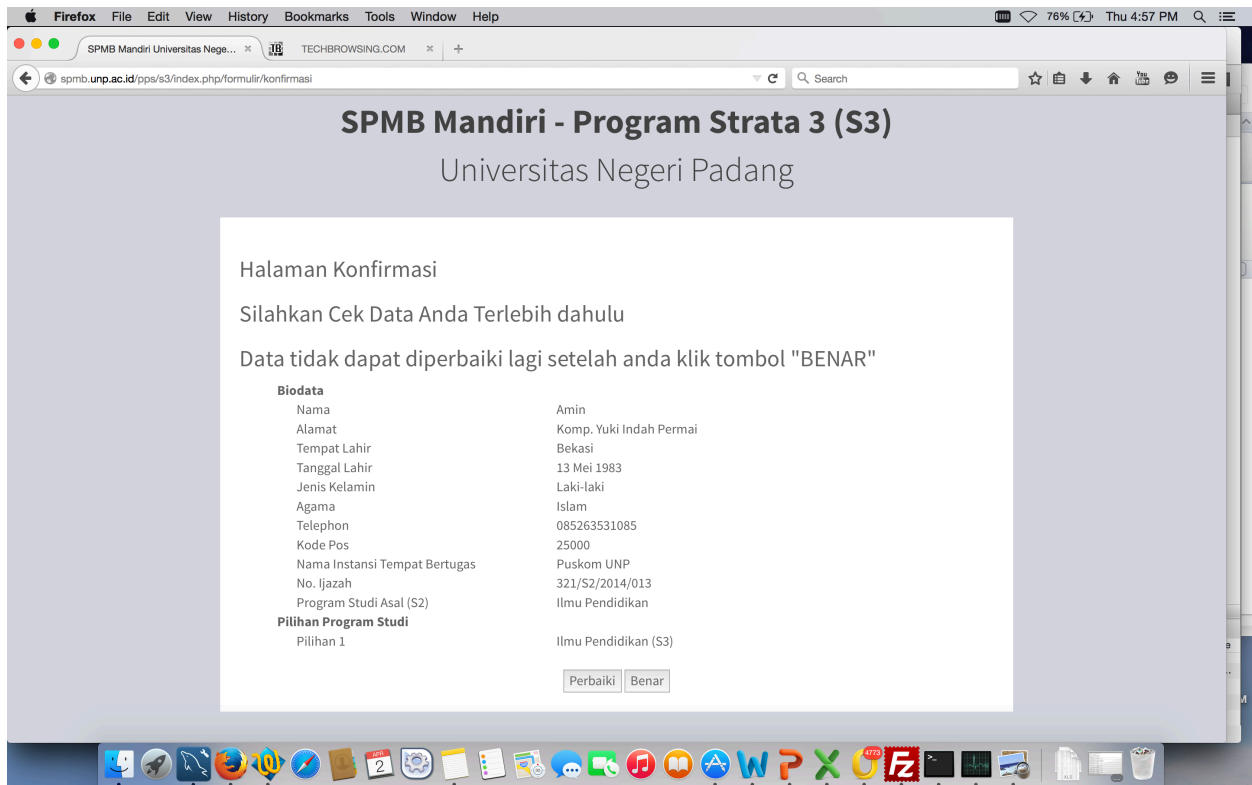 Firefox File Edit View History Bookmarks Tools Window Help 76% Thu 4:57 PM
SPMB Mandiri Universitas Nege... × TECHBROWSING.COM × +
spmb.unp.ac.id/pps/s3/index.php/formulir/konfirmasi Search
SPMB Mandiri - Program Strata 3 (S3)
Universitas Negeri Padang
Halaman Konfirmasi
Silahkan Cek Data Anda Terlebih dahulu
Data tidak dapat diperbaiki lagi setelah anda klik tombol "BENAR"
Biodata
Nama Amin
Alamat Komp. Yuki Indah Permai
Tempat Lahir Bekasi
Tanggal Lahir 13 Mei 1983
Jenis Kelamin Laki-laki
Agama Islam
Telephon 085263531085
Kode Pos 25000
Nama Instansi Tempat Bertugas Puskom UNP
No. Ijazah 321/S2/2014/013
Program Studi Asal (S2) Ilmu Pendidikan
Pilihan Program Studi
Pilihan 1 Ilmu Pendidikan (S3)
Perbaiki Benar
APR
2
4773
XLS